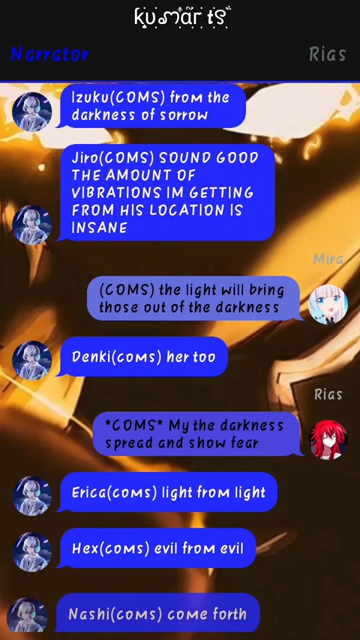 kumar ts
Narrator
Rias
Izuku(COMS) from the
darkness of sorrow
Jiro(COMS) SOUND GOOD
THE AMOUNT OF
VIBRATIONS IM GETTING
FROM HIS LOCATION IS
INSANE
Mira
(COMS) the light will bring
those out of the darkness
Denki(COMS) her too
Rias
*COMS* My the darkness
spread and show fear
Erica(COMS) light from light
Hex(COMS) evil from evil
Nashi(COMS) come forth